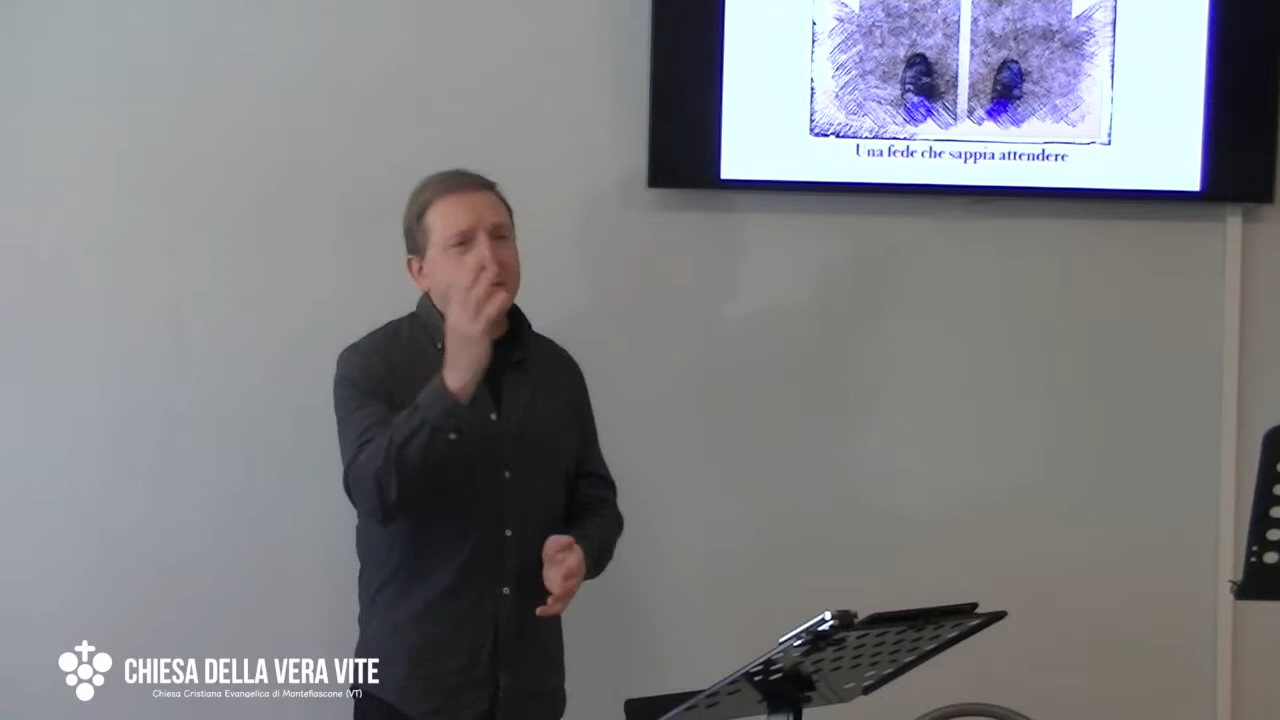 Una fede che sappia attendere
CHIESA DELLA VERA VITE
Chiesa Cristiana Evangelica di Montefiascone (VT)